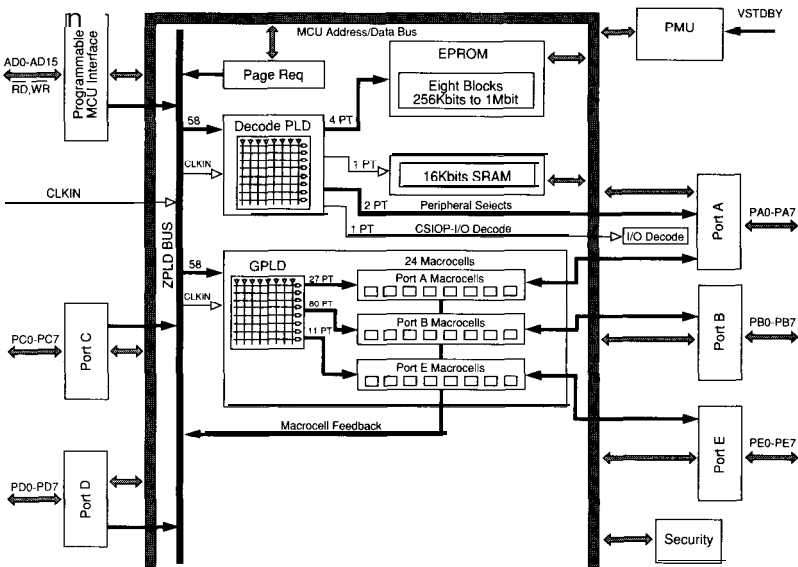 n
Programmable
MCU Interface
AD0-AD15
RD, WR
MCU Address/Data Bus
Page Req
EPROM
Eight Blocks
256Kbits to 1Mbit
PMU
VSTDBY
58
Decode PLD
4 PT
CLKIN
1 PT
16Kbits SRAM
CLKIN
2 PT
Peripheral Selects
1 PT
CSIOP-I/O Decode
I/O Decode
Port A
PA0-PA7
ZPLD BUS
58
GPLD
24 Macrocells
27 PT
Port A Macrocells
CLKIN
80 PT
Port B Macrocells
11 PT
Port E Macrocells
Macrocell Feedback
PC0-PC7
Port C
Port B
PB0-PB7
PD0-PD7
Port D
Port E
PE0-PE7
Security